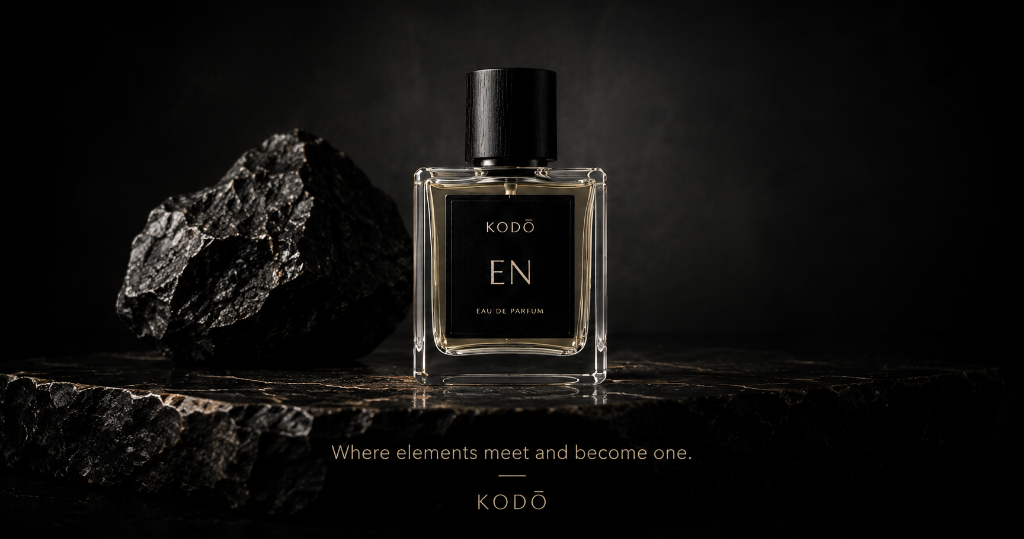 KODŌ
EN
EAU DE PARFUM
Where elements meet and become one.
KODŌ